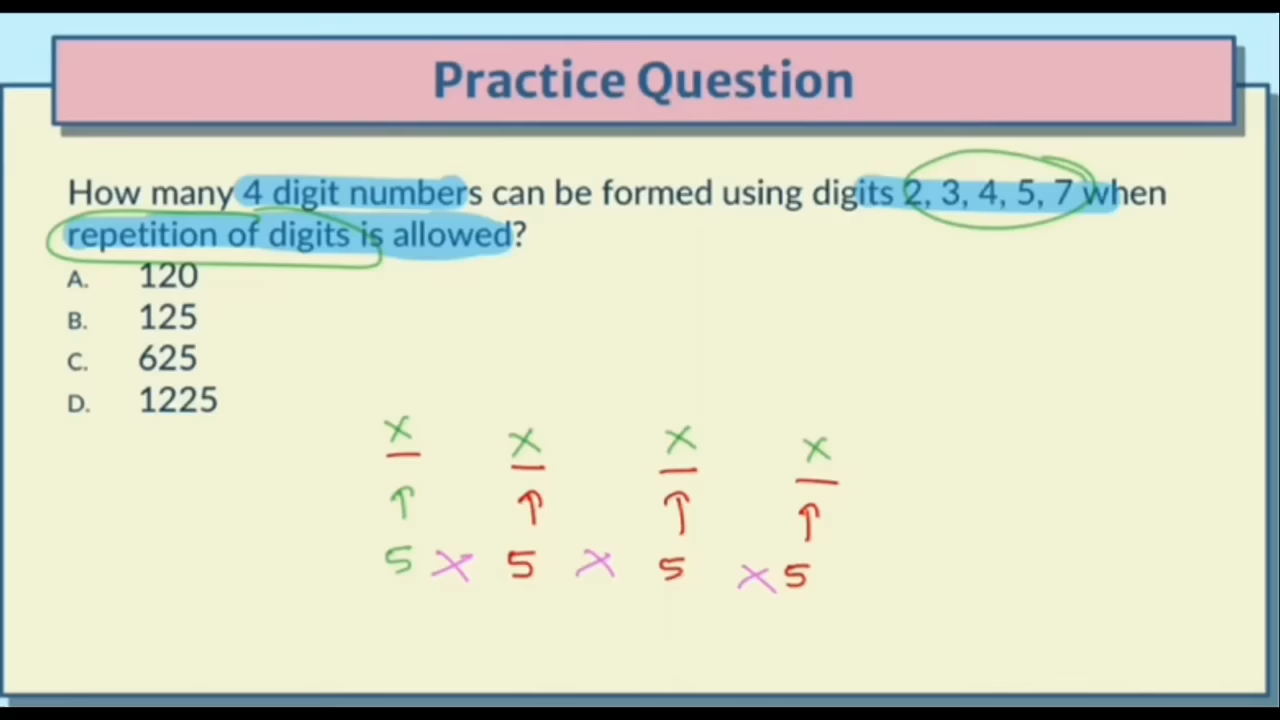 Practice Question
How many 4 digit numbers can be formed using digits 2, 3, 4, 5, 7 when
repetition of digits is allowed?
A. 120
B. 125
C. 625
D. 1225
x x x x
↑ ↑ ↑ ↑
5 x 5 x 5 x 5